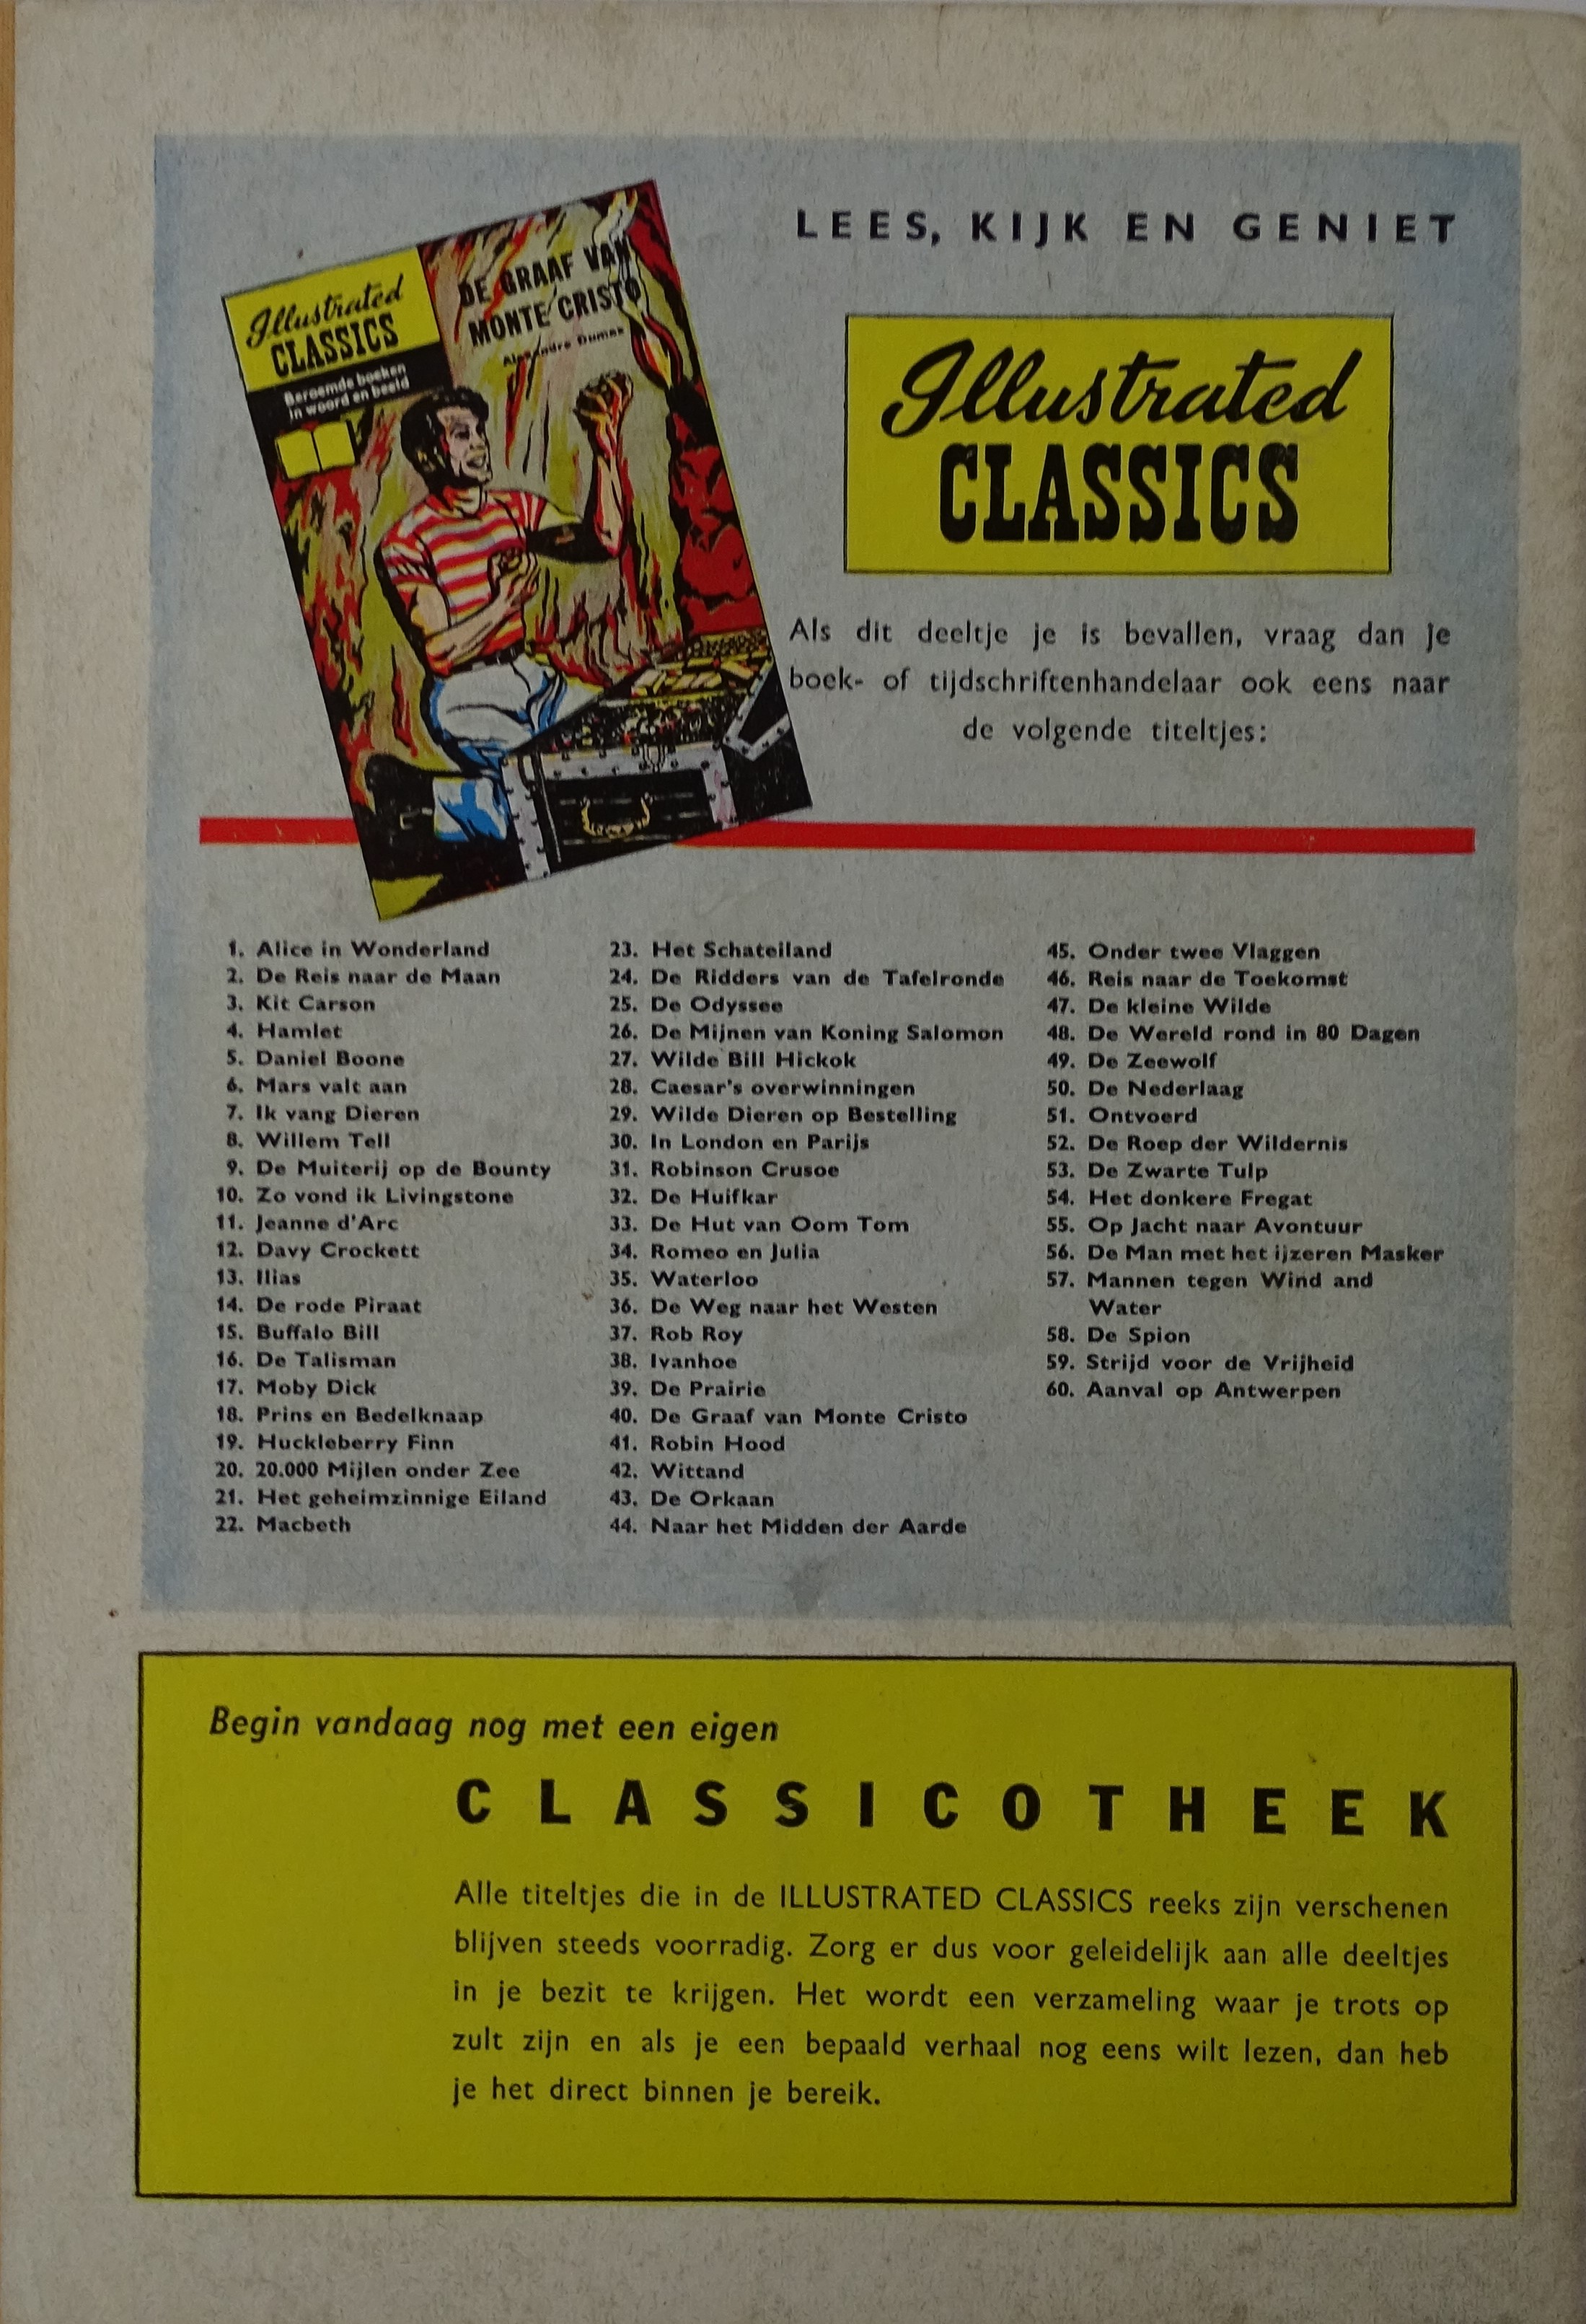 LEES, KIJK EN GENIET
Illustrated
CLASSICS
Beroemde boeken
in woord en beeld
DE GRAAF VAN
MONTE CRISTO
Alexandre Dumas
Illustrated
CLASSICS
Als dit deeltje je is bevallen, vraag dan je
boek- of tijdschriftenhandelaar ook eens naar
de volgende titeltjes:
1. Alice in Wonderland
2. De Reis naar de Maan
3. Kit Carson
4. Hamlet
5. Daniel Boone
6. Mars valt aan
7. Ik vang Dieren
8. Willem Tell
9. De Muiterij op de Bounty
10. Zo vond ik Livingstone
11. Jeanne d'Arc
12. Davy Crockett
13. Ilias
14. De rode Piraat
15. Buffalo Bill
16. De Talisman
17. Moby Dick
18. Prins en Bedelknaap
19. Huckleberry Finn
20. 20.000 Mijlen onder Zee
21. Het geheimzinnige Eiland
22. Macbeth
23. Het Schateiland
24. De Ridders van de Tafelronde
25. De Odyssee
26. De Mijnen van Koning Salomon
27. Wilde Bill Hickok
28. Caesar's overwinningen
29. Wilde Dieren op Bestelling
30. In London en Parijs
31. Robinson Crusoe
32. De Huifkar
33. De Hut van Oom Tom
34. Romeo en Julia
35. Waterloo
36. De Weg naar het Westen
37. Rob Roy
38. Ivanhoe
39. De Prairie
40. De Graaf van Monte Cristo
41. Robin Hood
42. Wittand
43. De Orkaan
44. Naar het Midden der Aarde
45. Onder twee Vlaggen
46. Reis naar de Toekomst
47. De kleine Wilde
48. De Wereld rond in 80 Dagen
49. De Zeewolf
50. De Nederlaag
51. Ontvoerd
52. De Roep der Wildernis
53. De Zwarte Tulp
54. Het donkere Fregat
55. Op Jacht naar Avontuur
56. De Man met het ijzeren Masker
57. Mannen tegen Wind and
Water
58. De Spion
59. Strijd voor de Vrijheid
60. Aanval op Antwerpen
Begin vandaag nog met een eigen
CLASSICOTHEEK
Alle titeltjes die in de ILLUSTRATED CLASSICS reeks zijn verschenen
blijven steeds voorradig. Zorg er dus voor geleidelijk aan alle deeltjes
in je bezit te krijgen. Het wordt een verzameling waar je trots op
zult zijn en als je een bepaald verhaal nog eens wilt lezen, dan heb
je het direct binnen je bereik.